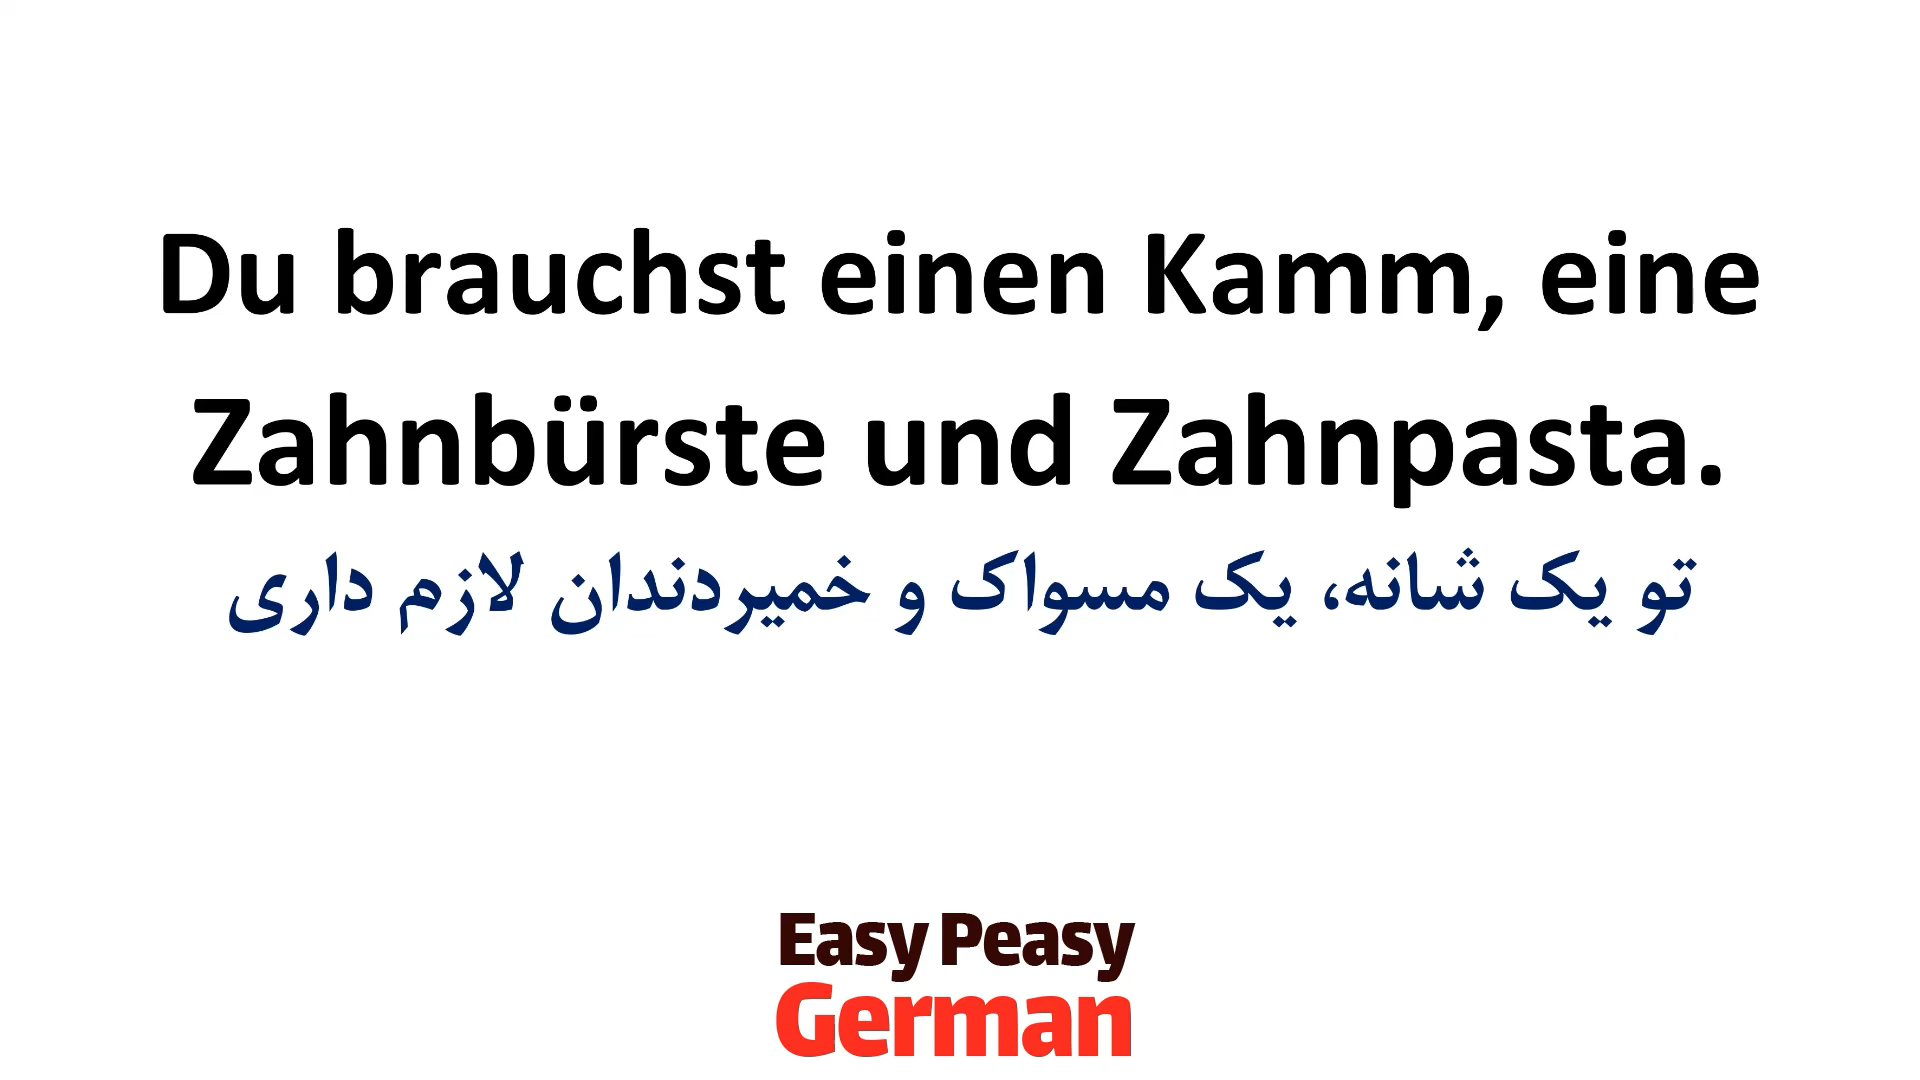 Du brauchst einen Kamm, eine
Zahnbürste und Zahnpasta.
تو یک شانه، یک مسواک و خمیردندان لازم داری
Easy Peasy
German